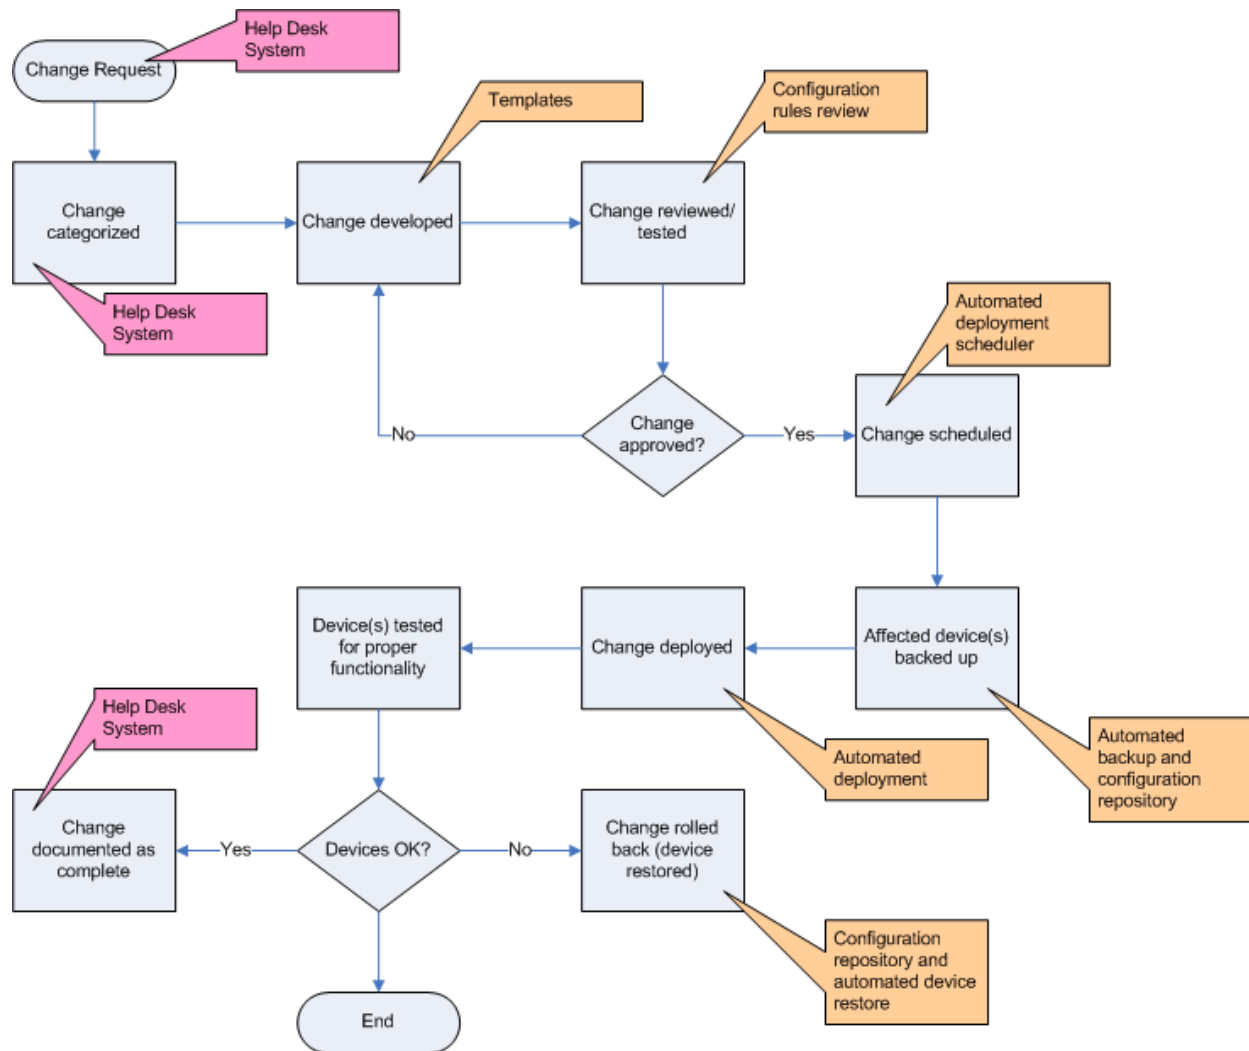 Help Desk
System
Change Request
Templates
Configuration
rules review
Change
categorized
Change developed
Change reviewed/
tested
Help Desk
System
Automated
deployment
scheduler
Change
approved?
No
Yes
Change scheduled
Device(s) tested
for proper
functionality
Change deployed
Affected device(s)
backed up
Help Desk
System
Automated
deployment
Automated
backup and
configuration
repository
Change
documented as
complete
Yes
Devices OK?
No
Change rolled
back (device
restored)
Configuration
repository and
automated device
restore
End